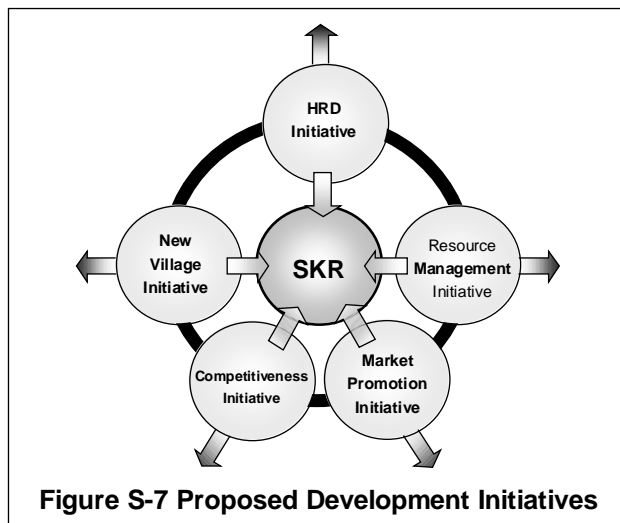 HRD
Initiative
New
Village
Initiative
SKR
Resource
Management
Initiative
Competitiveness
Initiative
Market
Promotion
Initiative
Figure S-7 Proposed Development Initiatives